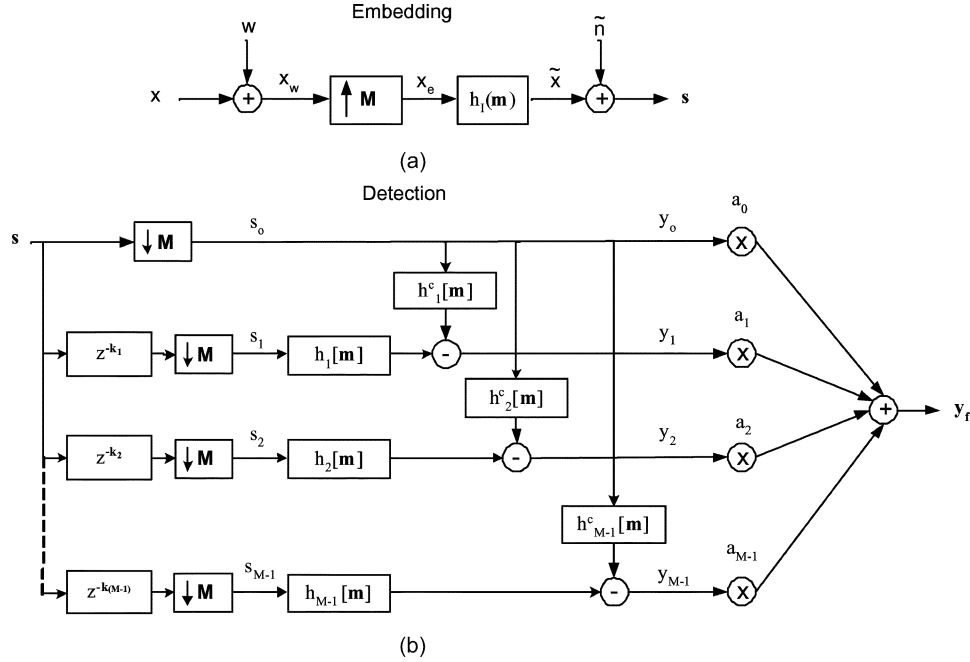 Embedding
w
ñ
x
x_w
↑ M
x_e
h_1(m)
x̃
+
+
s
(a)
Detection
s
↓ M
s_o
y_o
a_0
X
h^c_1[m]
z^-k_1
↓ M
s_1
h_1[m]
-
y_1
a_1
X
h^c_2[m]
+
y_f
z^-k_2
↓ M
s_2
h_2[m]
-
y_2
a_2
X
h^c_M-1[m]
z^-k_(M-1)
↓ M
s_M-1
h_M-1[m]
-
y_M-1
a_M-1
X
(b)